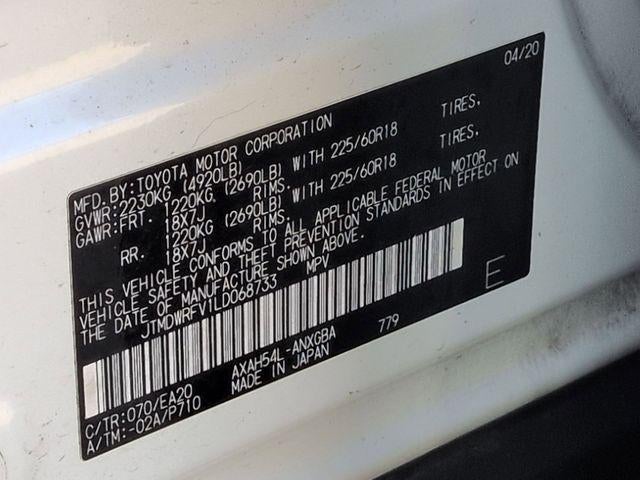 04/20
MFD. BY: TOYOTA MOTOR CORPORATION
GVWR: 2230KG (4920LB)
GAWR: FRT. 1220KG (2690LB) WITH 225/60R18 TIRES,
18X7J RIMS.
RR. 1220KG (2690LB) WITH 225/60R18 TIRES,
18X7J RIMS.
THIS VEHICLE CONFORMS TO ALL APPLICABLE FEDERAL MOTOR
VEHICLE SAFETY AND THEFT PREVENTION STANDARDS IN EFFECT ON
THE DATE OF MANUFACTURE SHOWN ABOVE.
JTMDWRFV1LD068733 MPV
E
AXAH54L-ANXGBA 779
MADE IN JAPAN
C/TR:070/EA20
A/TM:-02A/P710